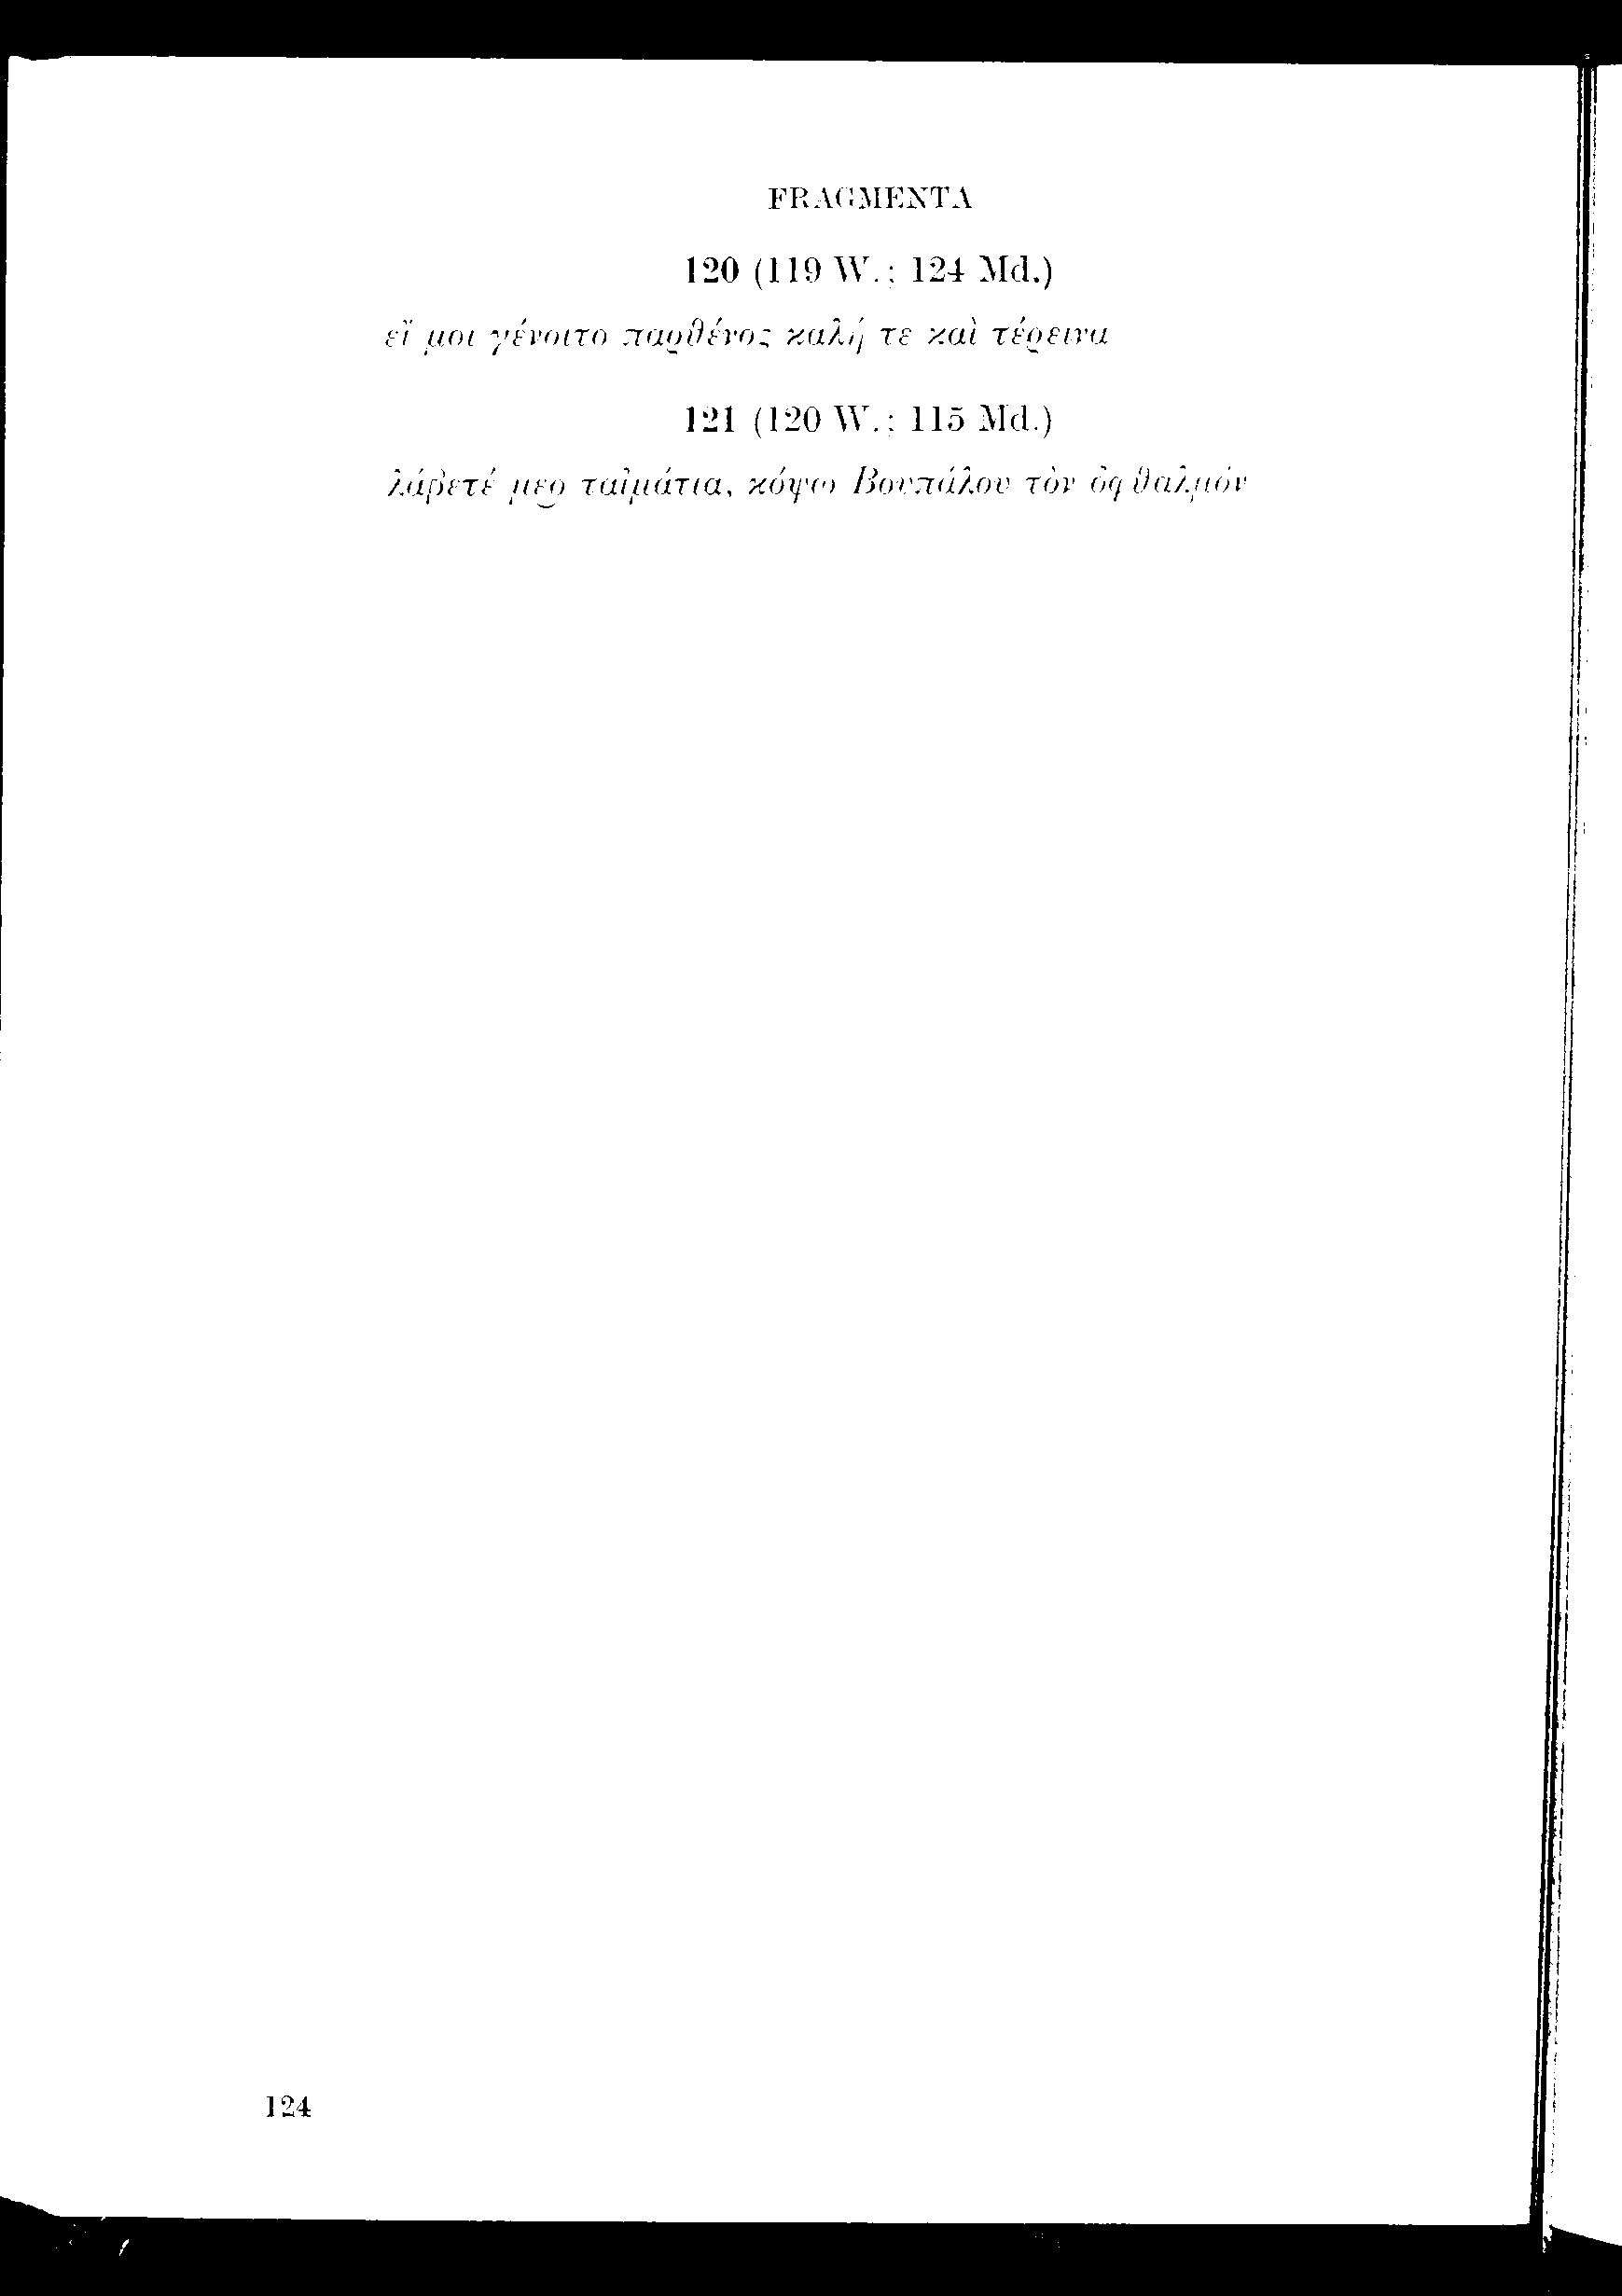 FRAGMENTA
120 (119 W.; 124 Md.)
εἴ μοι γένοιτο παρθένος καλή τε καὶ τέρεινα
121 (120 W.; 115 Md.)
λάβετέ μεο ταἰμάτια, κόψω Βουπάλου τὸν ὀφθαλμόν
124